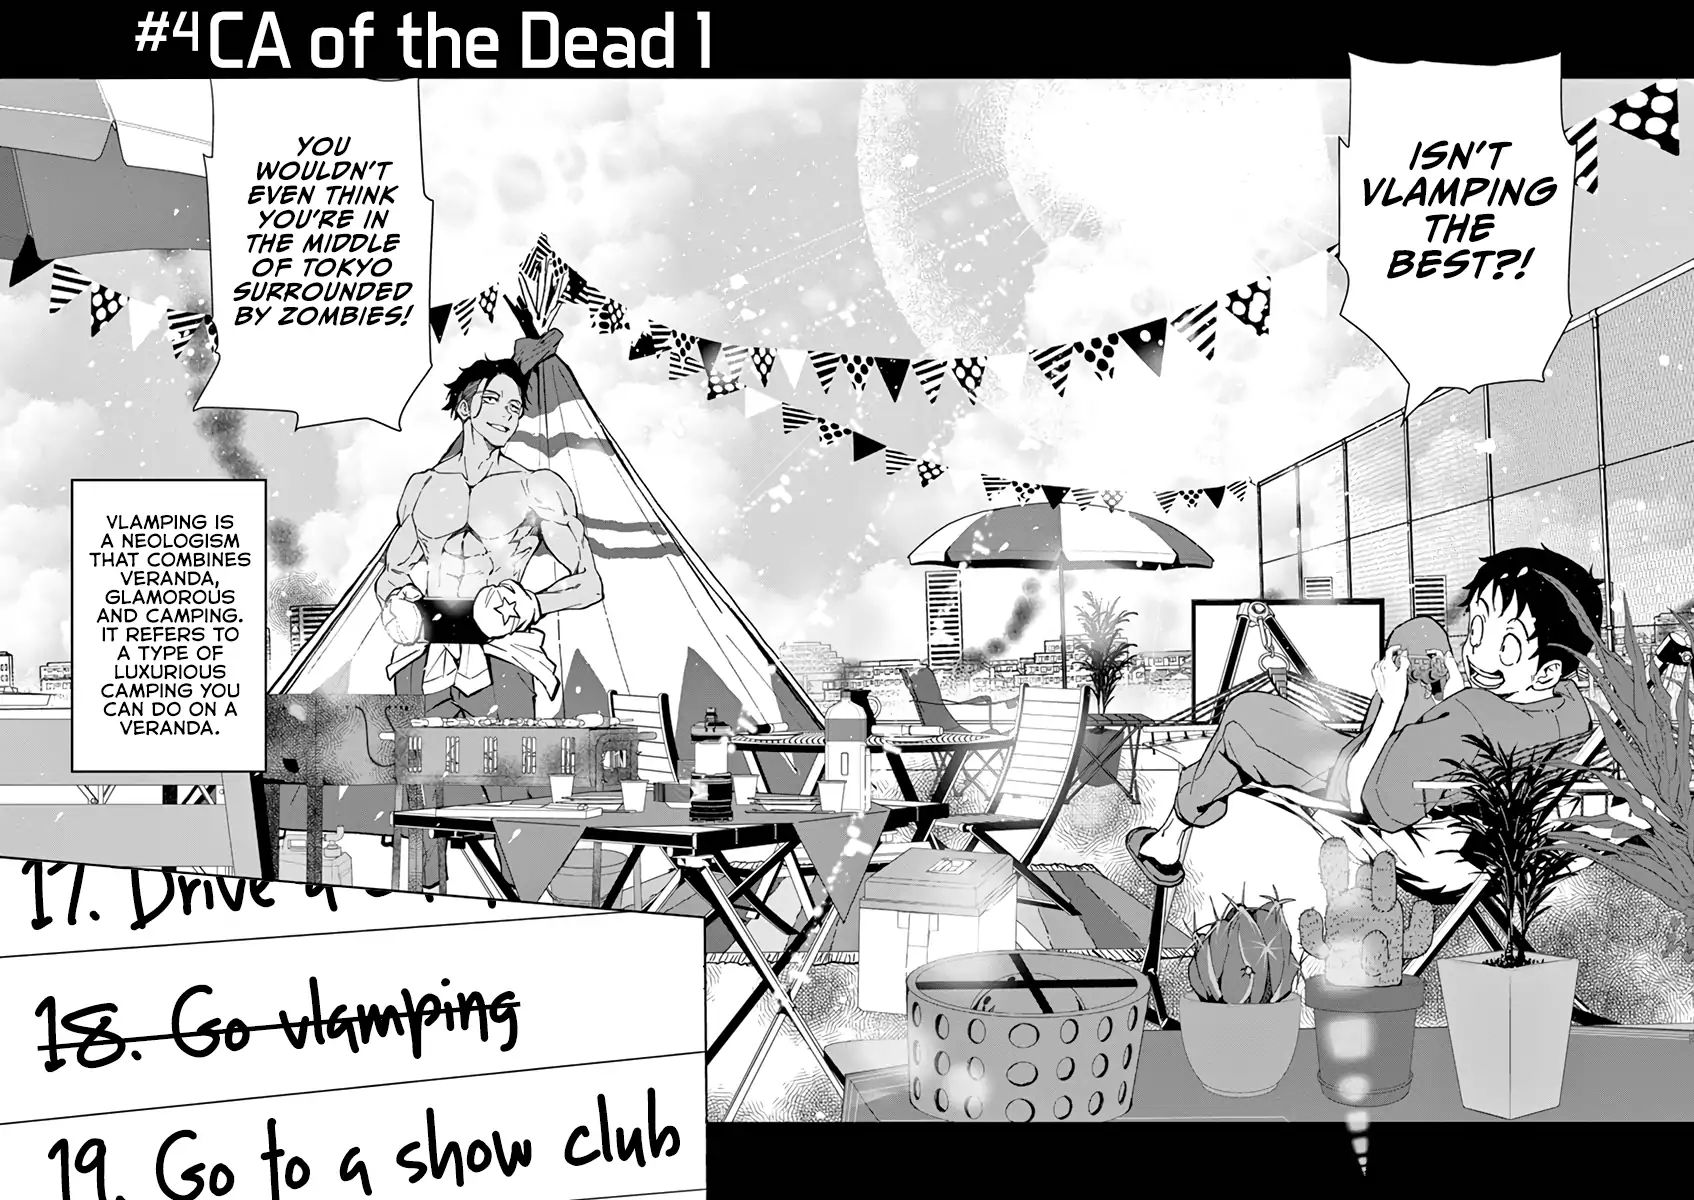 #4 CA of the Dead 1
ISN'T
VLAMPING
THE
BEST?!
YOU
WOULDN'T
EVEN THINK
YOU'RE IN
THE MIDDLE
OF TOKYO
SURROUNDED
BY ZOMBIES!
VLAMPING IS
A NEOLOGISM
THAT COMBINES
VERANDA,
GLAMOROUS
AND CAMPING.
IT REFERS TO
A TYPE OF
LUXURIOUS
CAMPING YOU
CAN DO ON A
VERANDA.
17. Drive a
18. Go vlamping
19. Go to a show club